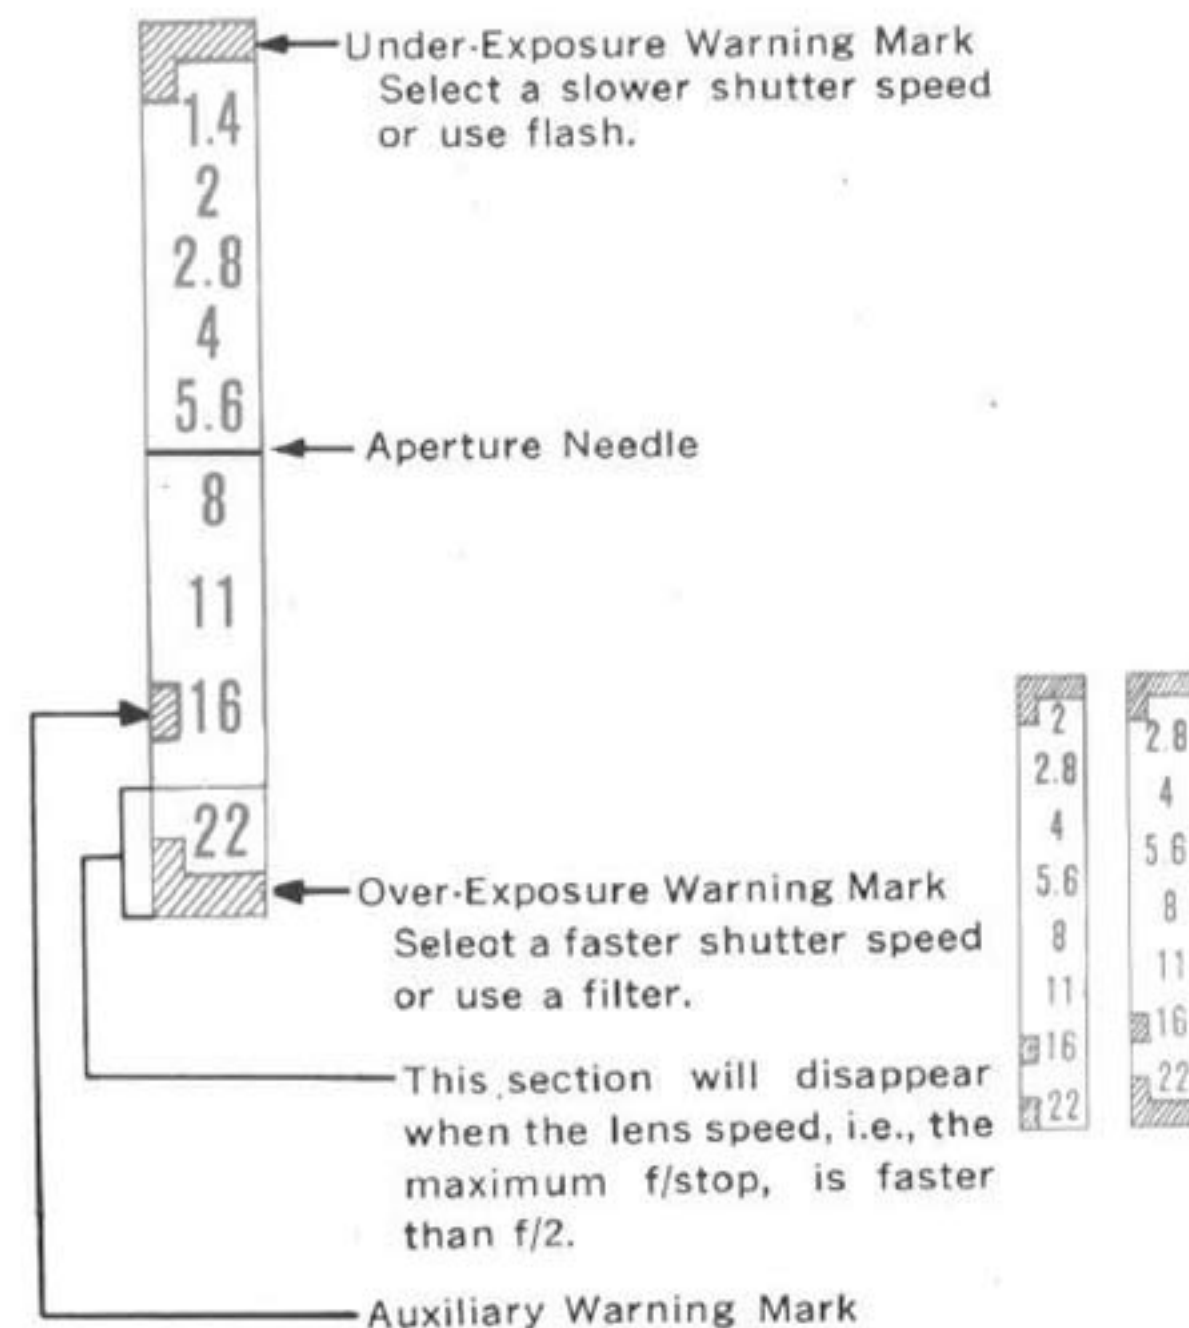 Under-Exposure Warning Mark
Select a slower shutter speed
or use flash.
1.4
2
2.8
4
5.6
Aperture Needle
8
11
16
22
Over-Exposure Warning Mark
Seleot a faster shutter speed
or use a filter.
This section will disappear
when the lens speed, i.e., the
maximum f/stop, is faster
than f/2.
Auxiliary Warning Mark
2
2.8
4
5.6
8
11
16
22
2.8
4
5.6
8
11
16
22